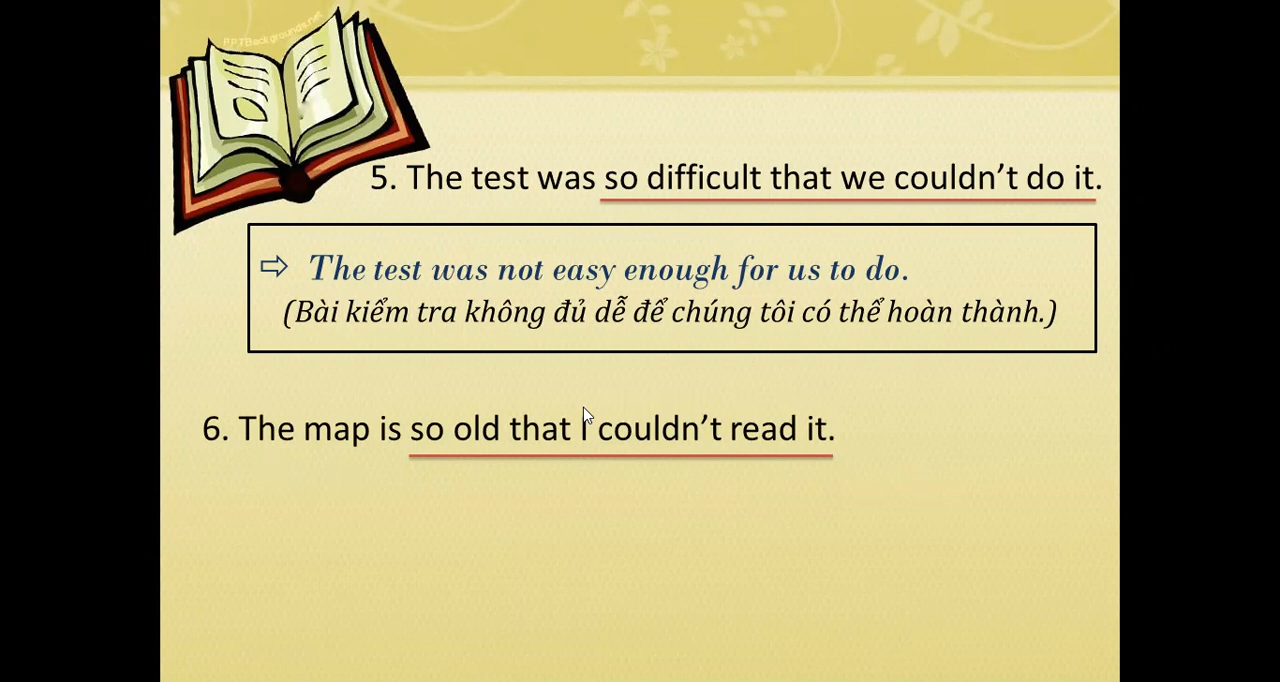 PPTBackgrounds.net
5. The test was so difficult that we couldn't do it.
⇨ The test was not easy enough for us to do.
(Bài kiểm tra không đủ dễ để chúng tôi có thể hoàn thành.)
6. The map is so old that I couldn't read it.